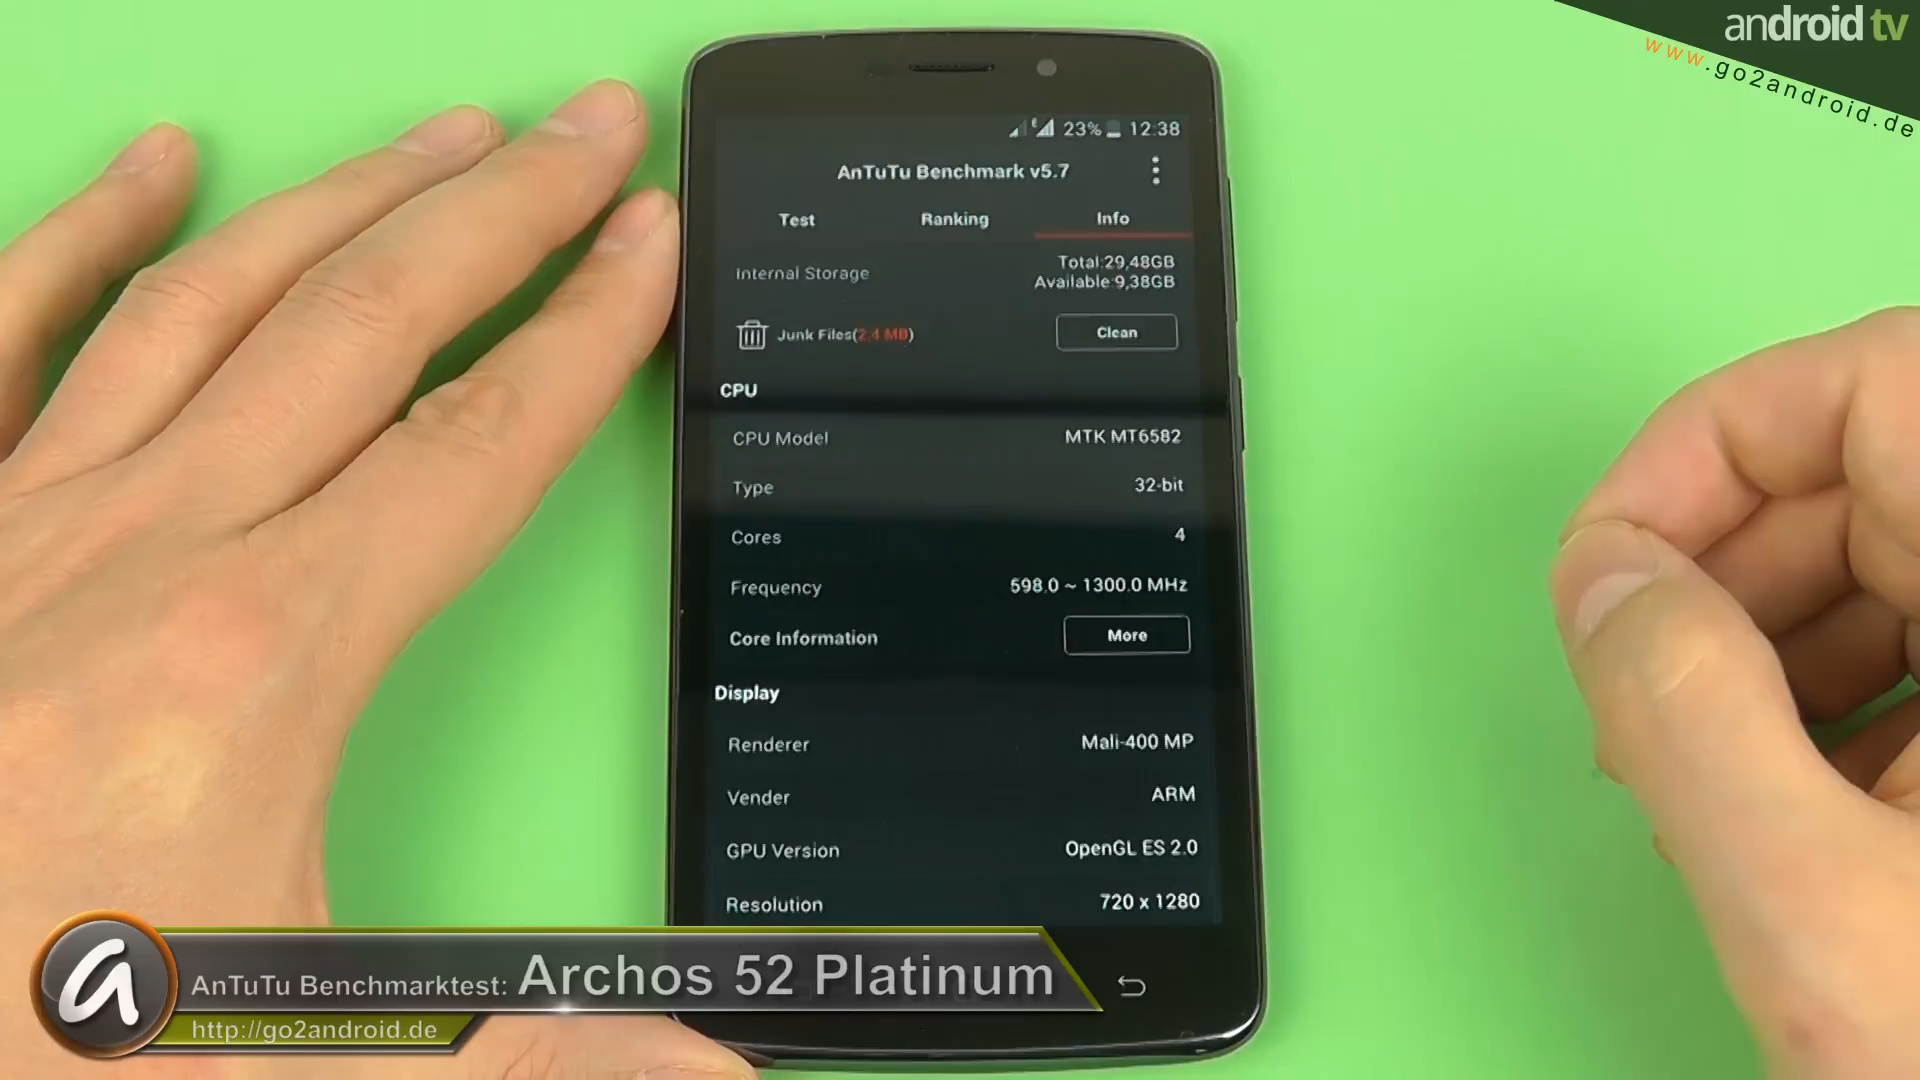 android tv
www.go2android.de
23% 12:38
AnTuTu Benchmark v5.7
Test Ranking Info
Internal Storage
Total:29,48GB
Available:9,38GB
Junk Files(2,4 MB) Clean
CPU
CPU Model MTK MT6582
Type 32-bit
Cores 4
Frequency 598.0 ~ 1300.0 MHz
Core Information More
Display
Renderer Mali-400 MP
Vender ARM
GPU Version OpenGL ES 2.0
Resolution 720 x 1280
AnTuTu Benchmarktest: Archos 52 Platinum
http://go2android.de